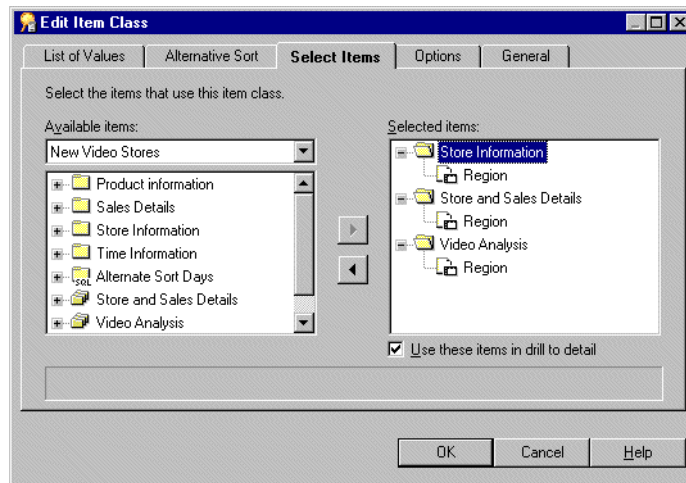 Edit Item Class
List of Values
Alternative Sort
Select Items
Options
General
Select the items that use this item class.
Available items:
New Video Stores
Product information
Sales Details
Store Information
Time Information
SQL
Alternate Sort Days
Store and Sales Details
Video Analysis
Selected items:
Store Information
Region
Store and Sales Details
Region
Video Analysis
Region
Use these items in drill to detail
OK
Cancel
Help